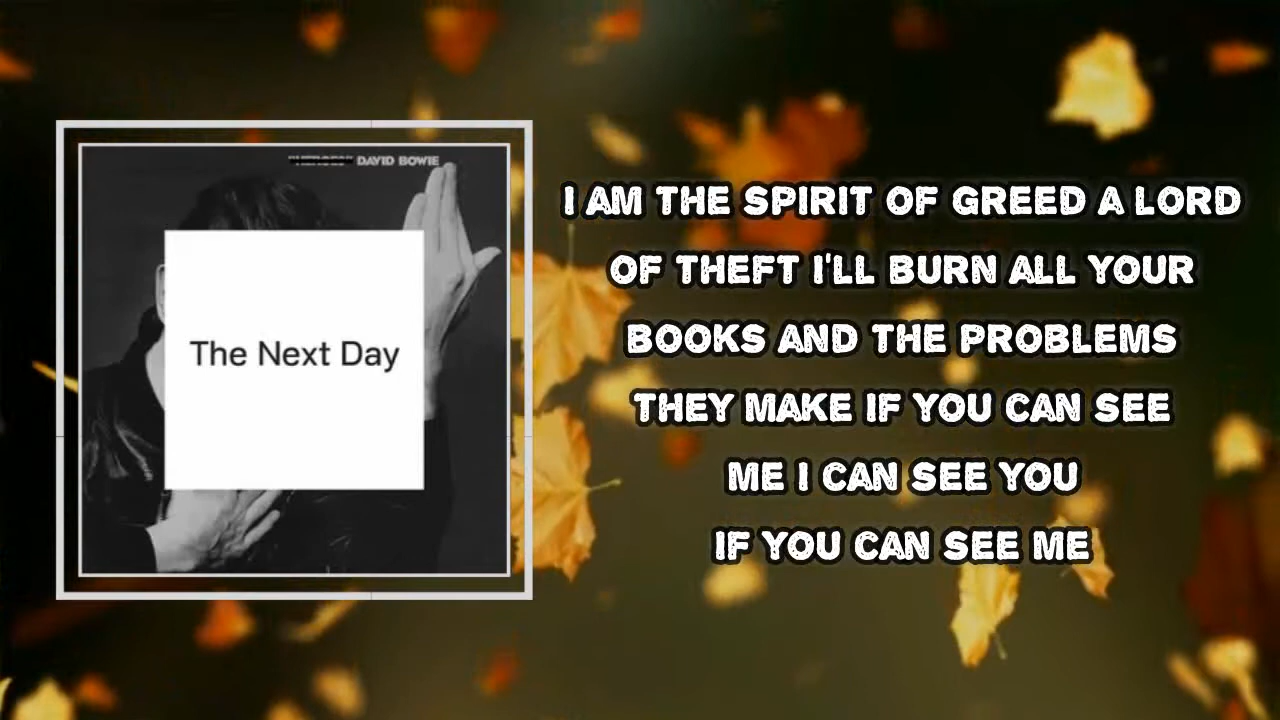 "HEROES" DAVID BOWIE
The Next Day
I AM THE SPIRIT OF GREED A LORD
OF THEFT I'LL BURN ALL YOUR
BOOKS AND THE PROBLEMS
THEY MAKE IF YOU CAN SEE
ME I CAN SEE YOU
IF YOU CAN SEE ME